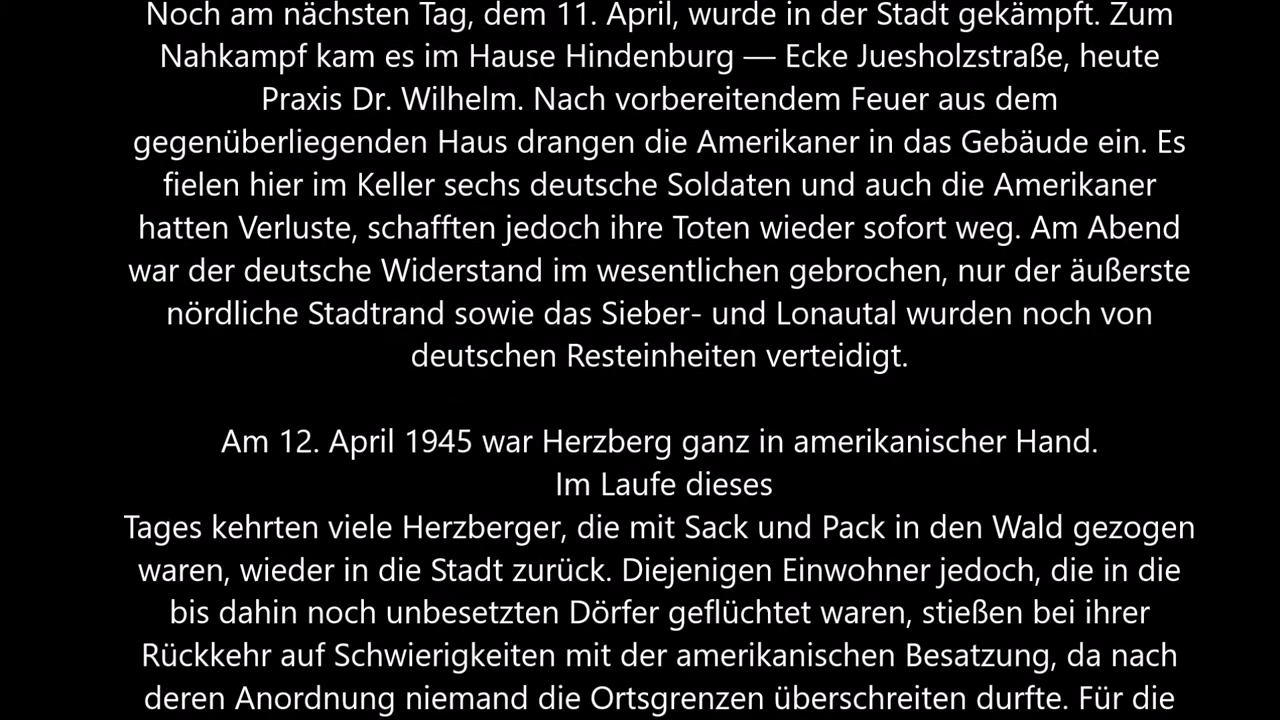 Noch am nächsten Tag, dem 11. April, wurde in der Stadt gekämpft. Zum
Nahkampf kam es im Hause Hindenburg — Ecke Juesholzstraße, heute
Praxis Dr. Wilhelm. Nach vorbereitendem Feuer aus dem
gegenüberliegenden Haus drangen die Amerikaner in das Gebäude ein. Es
fielen hier im Keller sechs deutsche Soldaten und auch die Amerikaner
hatten Verluste, schafften jedoch ihre Toten wieder sofort weg. Am Abend
war der deutsche Widerstand im wesentlichen gebrochen, nur der äußerste
nördliche Stadtrand sowie das Sieber- und Lonautal wurden noch von
deutschen Resteinheiten verteidigt.
Am 12. April 1945 war Herzberg ganz in amerikanischer Hand.
Im Laufe dieses
Tages kehrten viele Herzberger, die mit Sack und Pack in den Wald gezogen
waren, wieder in die Stadt zurück. Diejenigen Einwohner jedoch, die in die
bis dahin noch unbesetzten Dörfer geflüchtet waren, stießen bei ihrer
Rückkehr auf Schwierigkeiten mit der amerikanischen Besatzung, da nach
deren Anordnung niemand die Ortsgrenzen überschreiten durfte. Für die